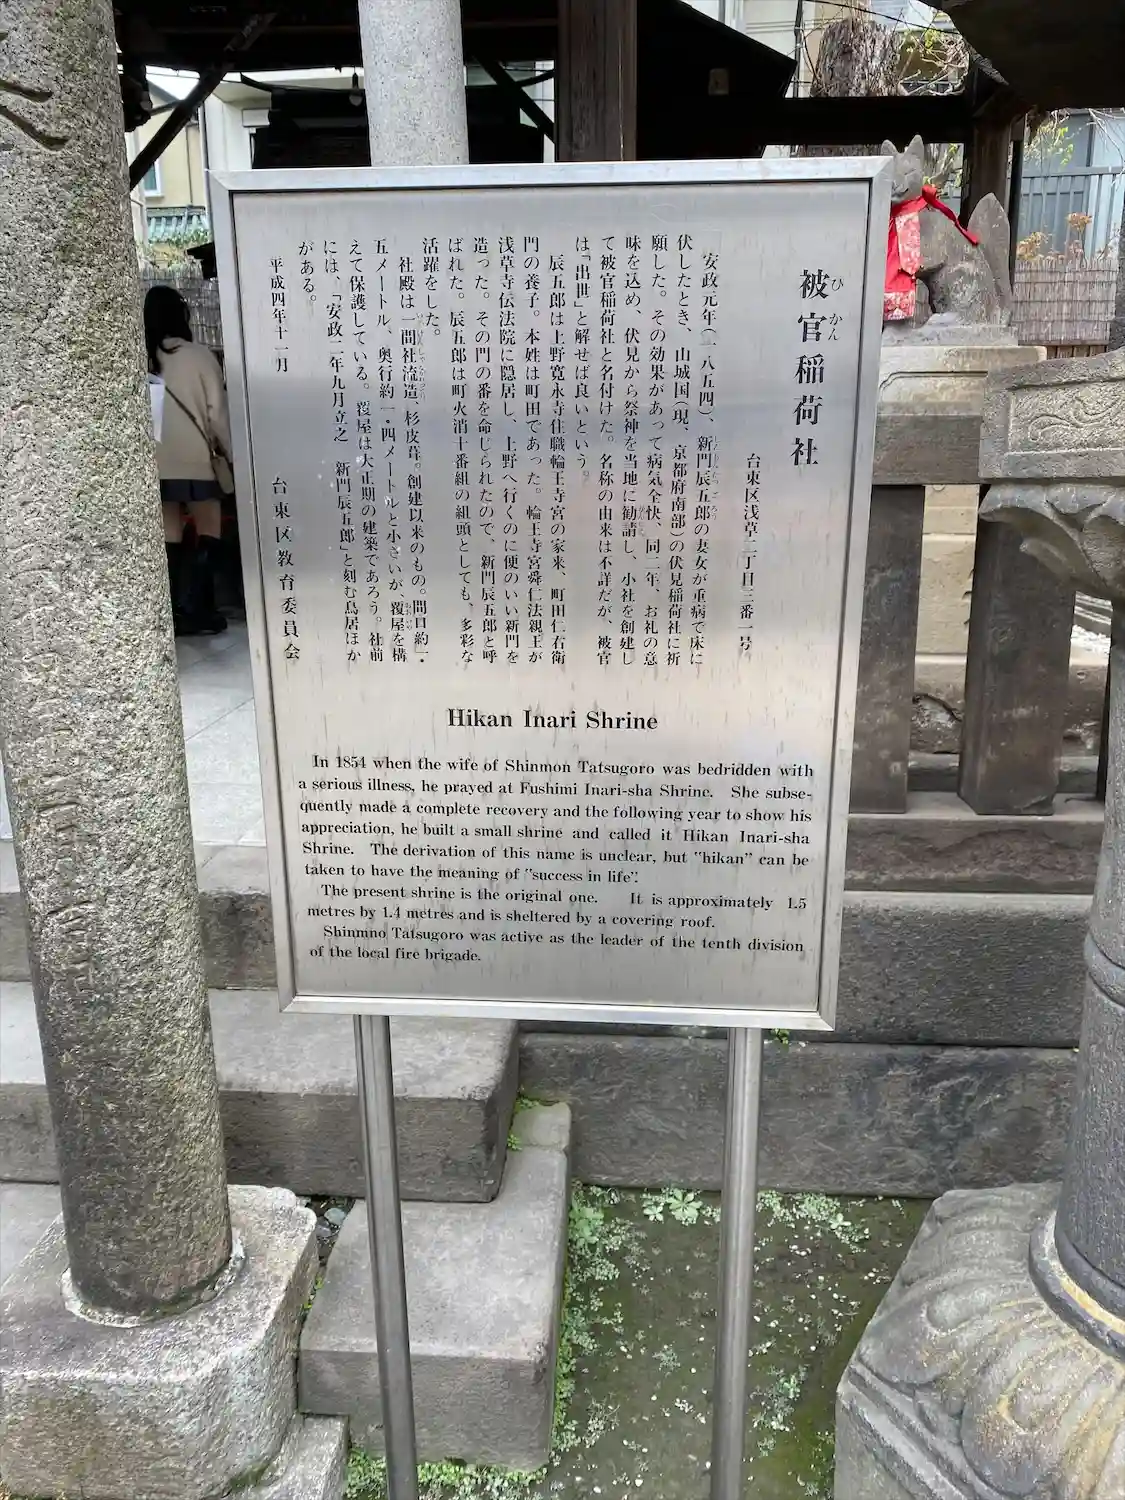 被官稲荷社
ひかん
台東区浅草二丁目三番一号
安政元年(一八五四)、新門辰五郎の妻女が重病で床に
伏したとき、山城国(現、京都府南部)の伏見稲荷社に祈
願した。その効果があって病気全快、同二年、お礼の意
味を込め、伏見から祭神を当地に勧請し、小社を創建し
て被官稲荷社と名付けた。名称の由来は不詳だが、被官
は「出世」と解せば良いという。
辰五郎は上野寛永寺住職輪王寺宮の家来、町田仁右衛
門の養子。本姓は町田であった。輪王寺宮舜仁法親王が
浅草寺伝法院に隠居し、上野へ行くのに便のいい新門を
造った。その門の番を命じられたので、新門辰五郎と呼
ばれた。辰五郎は町火消十番組の組頭としても、多彩な
活躍をした。
社殿は一間社流造、杉皮葺。創建以来のもの。間口約一・
五メートル、奥行約一・四メートルと小さいが、覆屋を構
えて保護している。覆屋は大正期の建築であろう。社前
には、「安政二年九月立之 新門辰五郎」と刻む鳥居ほか
がある。
平成四年十一月
台東区教育委員会
Hikan Inari Shrine
In 1854 when the wife of Shinmon Tatsugoro was bedridden with
a serious illness, he prayed at Fushimi Inari-sha Shrine. She subse-
quently made a complete recovery and the following year to show his
appreciation, he built a small shrine and called it Hikan Inari-sha
Shrine. The derivation of this name is unclear, but "hikan" can be
taken to have the meaning of "success in life".
The present shrine is the original one. It is approximately 1.5
metres by 1.4 metres and is sheltered by a covering roof.
Shinmno Tatsugoro was active as the leader of the tenth division
of the local fire brigade.